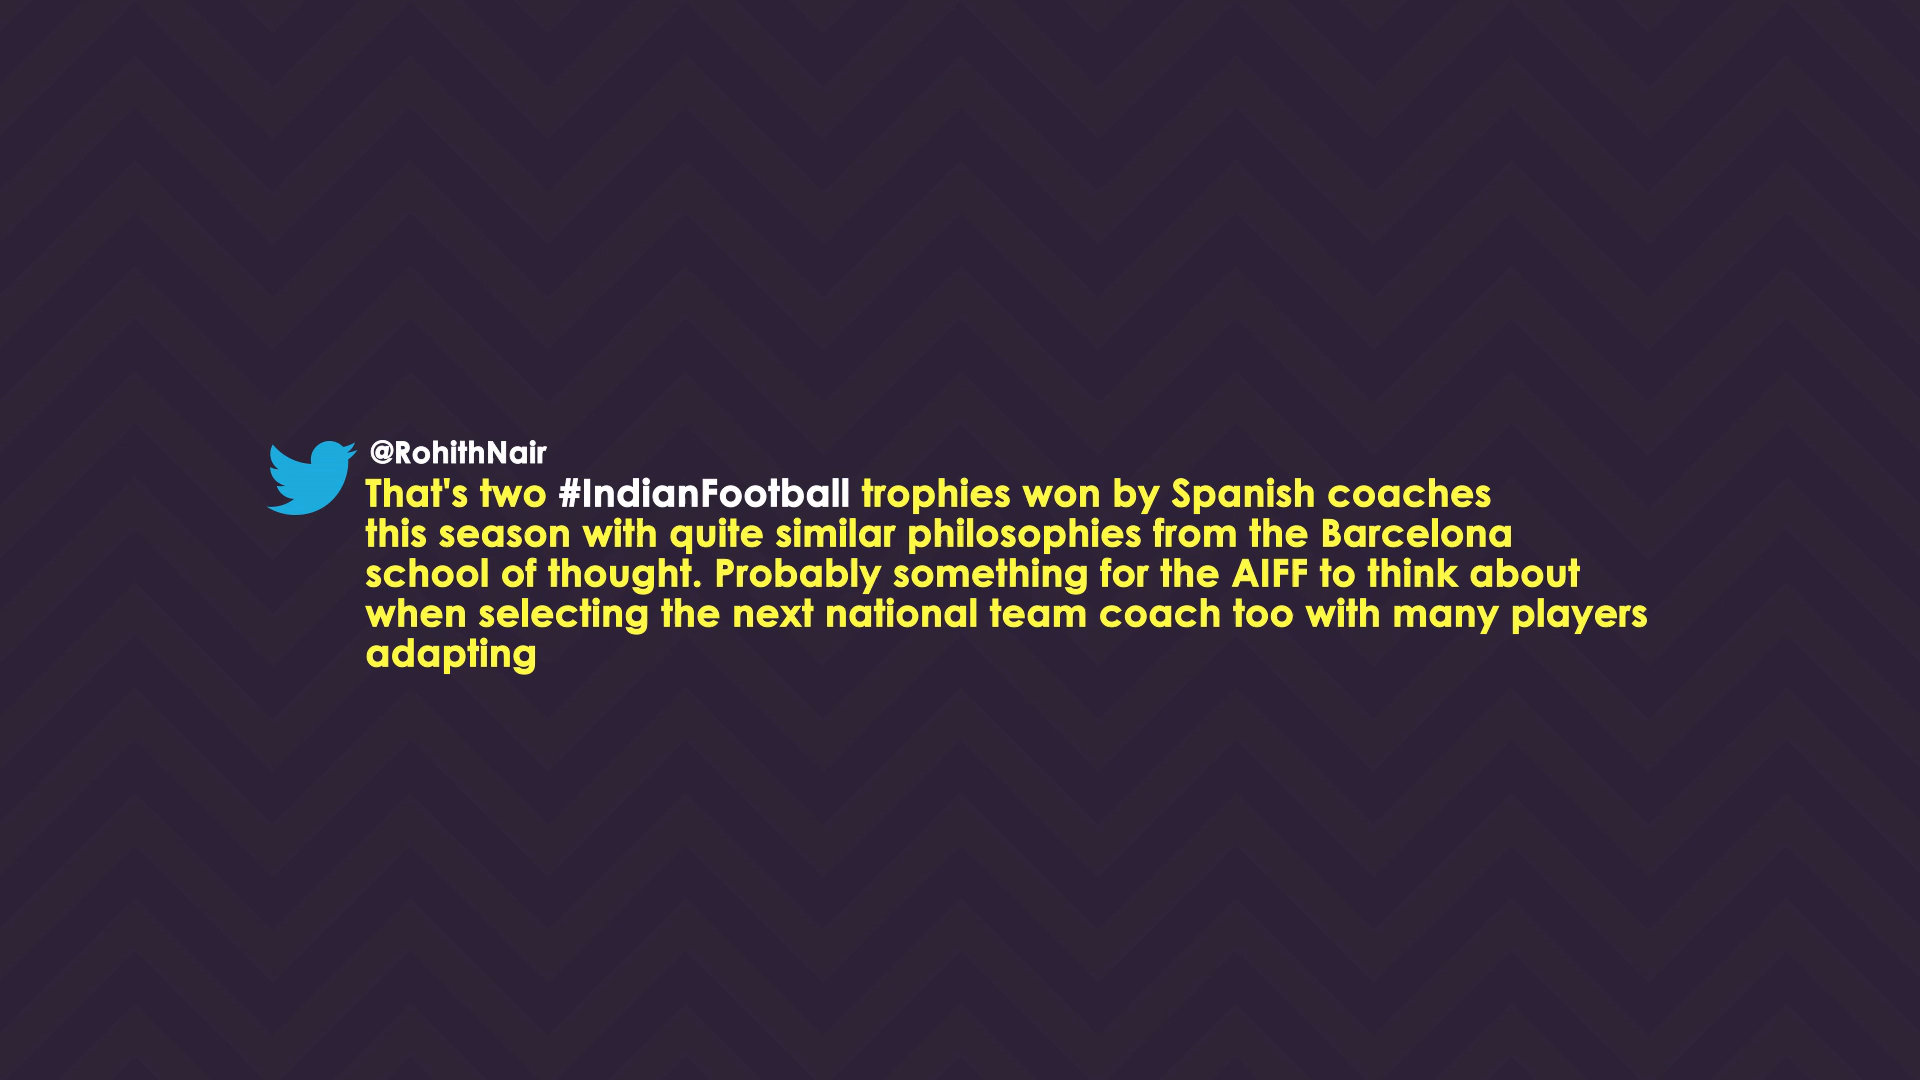 @RohithNair
That's two #IndianFootball trophies won by Spanish coaches
this season with quite similar philosophies from the Barcelona
school of thought. Probably something for the AIFF to think about
when selecting the next national team coach too with many players
adapting